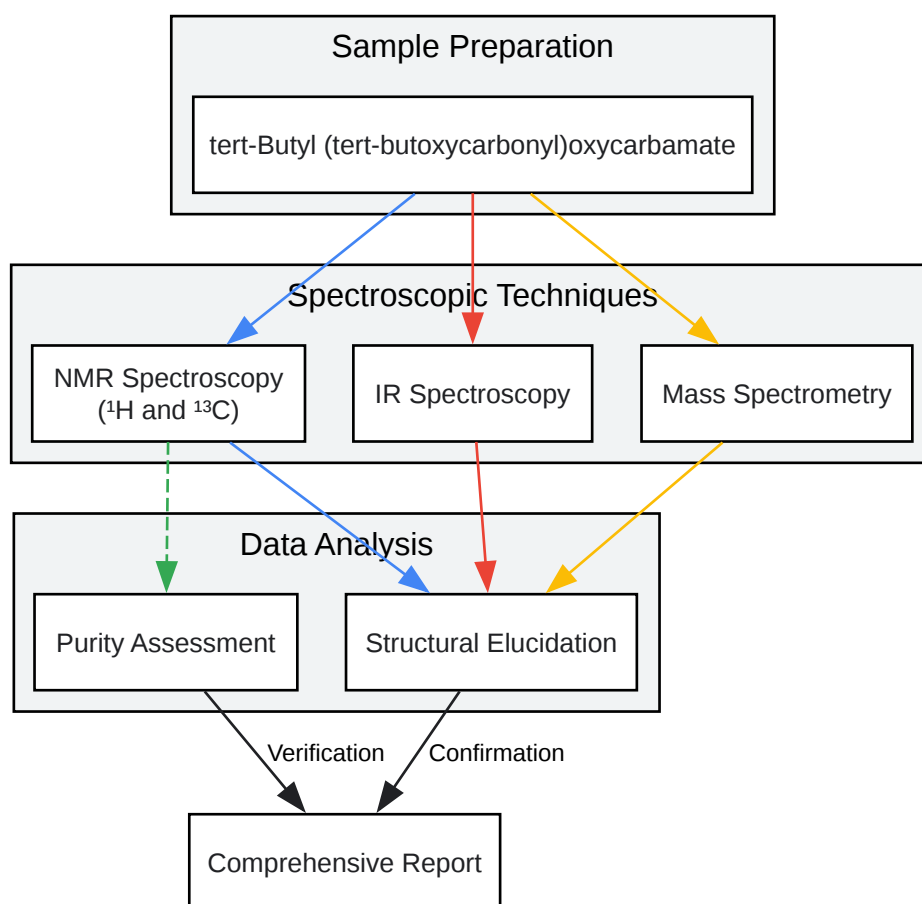 Sample Preparation
tert-Butyl (tert-butoxycarbonyl)oxycarbamate
Spectroscopic Techniques
NMR Spectroscopy
(¹H and ¹³C)
IR Spectroscopy
Mass Spectrometry
Data Analysis
Purity Assessment
Structural Elucidation
Verification
Confirmation
Comprehensive Report